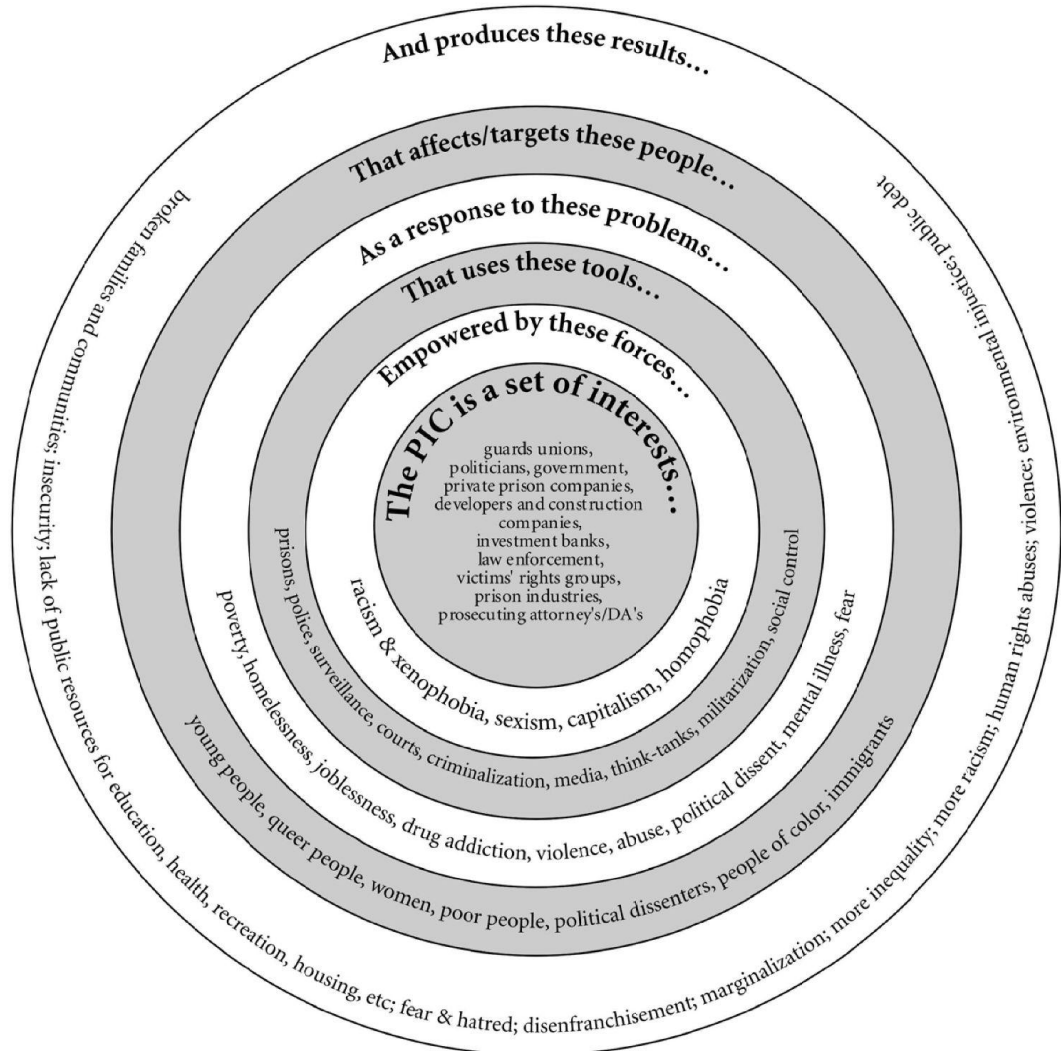 And produces these results...
broken families and communities; insecurity; lack of public resources for education, health, recreation, housing, etc; fear & hatred; disenfranchisement; marginalization; more inequality; more racism; human rights abuses; violence; environmental injustice; public debt
That affects/targets these people...
young people, queer people, women, poor people, political dissenters, people of color, immigrants
As a response to these problems...
poverty, homelessness, joblessness, drug addiction, violence, abuse, political dissent, mental illness, fear
That uses these tools...
prisons, police, surveillance, courts, criminalization, media, think-tanks, militarization, social control
Empowered by these forces...
racism & xenophobia, sexism, capitalism, homophobia
The PIC is a set of interests...
guards unions,
politicians, government,
private prison companies,
developers and construction
companies,
investment banks,
law enforcement,
victims' rights groups,
prison industries,
prosecuting attorney's/DA's